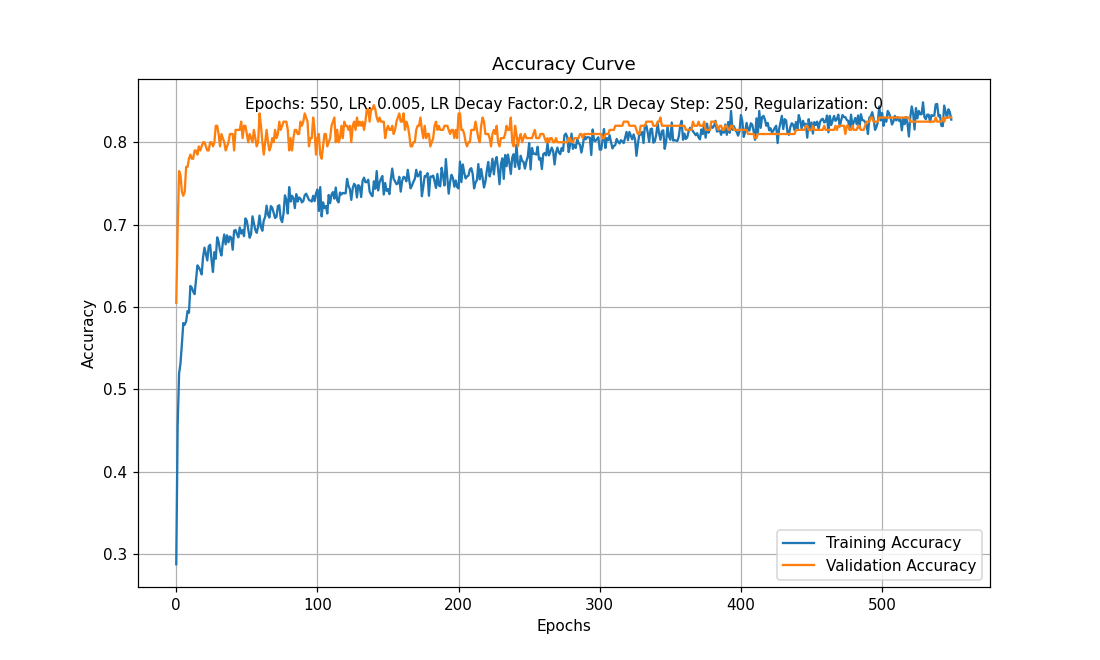 Accuracy Curve
Epochs: 550, LR: 0.005, LR Decay Factor:0.2, LR Decay Step: 250, Regularization: 0
Accuracy
0.8
0.7
0.6
0.5
0.4
0.3
Training Accuracy
Validation Accuracy
0 100 200 300 400 500
Epochs